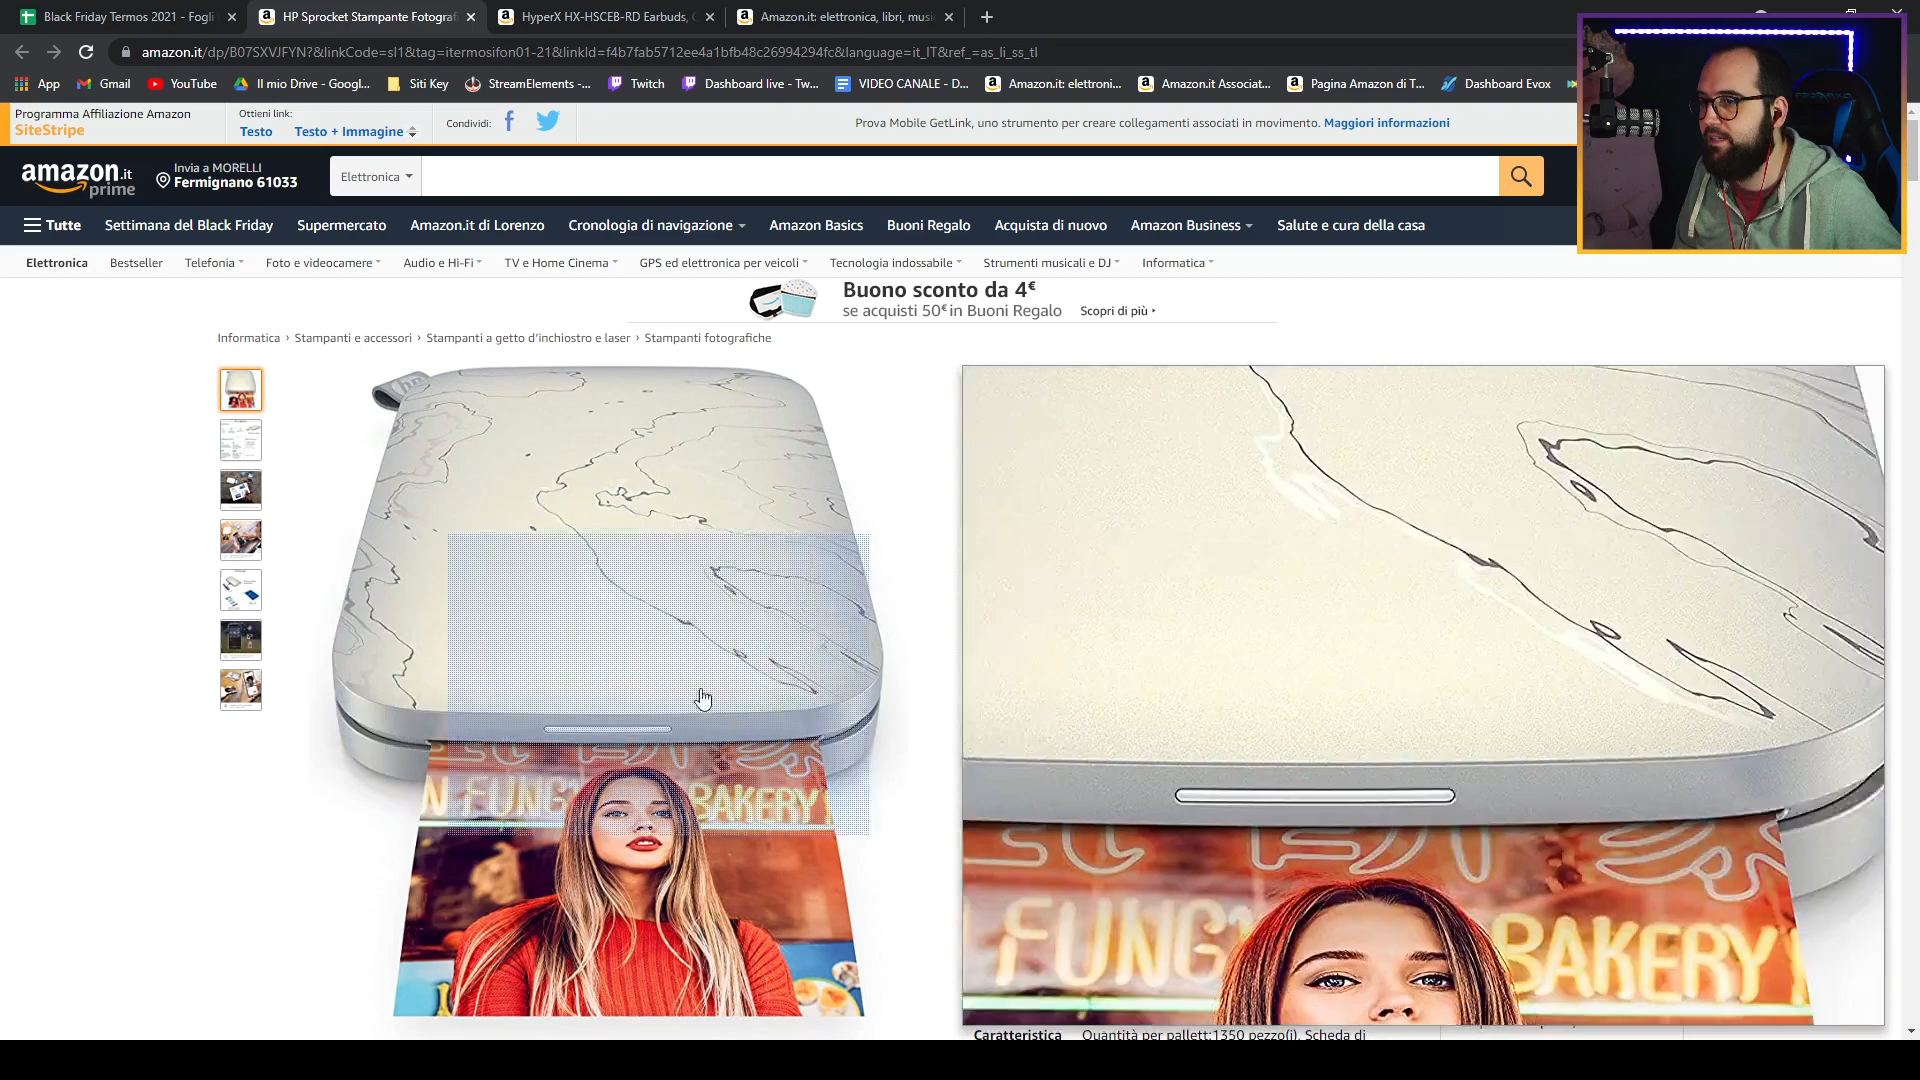 Black Friday Termos 2021 - Fogli
HP Sprocket Stampante Fotografi
HyperX HX-HSCEB-RD Earbuds,
Amazon.it: elettronica, libri, musi
amazon.it/dp/B07SXVJFYN?&linkCode=sl1&tag=itermosifon01-21&linkId=f4b7fab5712ee4a1bfb48c26994294fc&language=it_IT&ref_=as_li_ss_tl
App
Gmail
YouTube
Il mio Drive - Googl...
Siti Key
StreamElements -...
Twitch
Dashboard live - Tw...
VIDEO CANALE - D...
Amazon.it: elettroni...
Amazon.it Associat...
Pagina Amazon di T...
Dashboard Evox
Programma Affiliazione Amazon
SiteStripe
Ottieni link:
Testo
Testo + Immagine
Condividi:
Prova Mobile GetLink, uno strumento per creare collegamenti associati in movimento. Maggiori informazioni
amazon.it
prime
Invia a MORELLI
Fermignano 61033
Elettronica
Tutte
Settimana del Black Friday
Supermercato
Amazon.it di Lorenzo
Cronologia di navigazione
Amazon Basics
Buoni Regalo
Acquista di nuovo
Amazon Business
Salute e cura della casa
Elettronica
Bestseller
Telefonia
Foto e videocamere
Audio e Hi-Fi
TV e Home Cinema
GPS ed elettronica per veicoli
Tecnologia indossabile
Strumenti musicali e DJ
Informatica
Buono sconto da 4€
se acquisti 50€ in Buoni Regalo
Scopri di più
Informatica › Stampanti e accessori › Stampanti a getto d'inchiostro e laser › Stampanti fotografiche
hp
N FUNG
BAKERY
FUNG
BAKERY
Caratteristica
Quantità per pallett:1350 pezzo(i), Scheda di